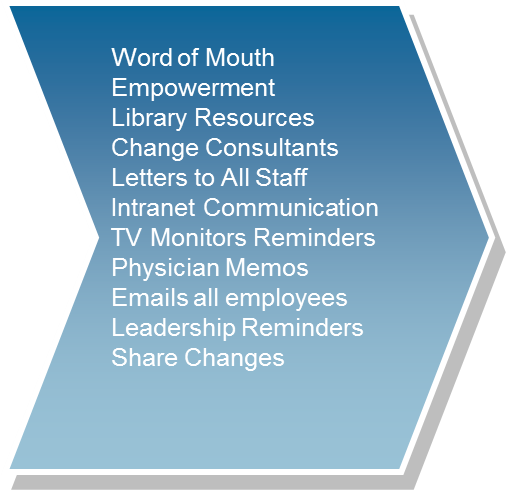 Word of Mouth
Empowerment
Library Resources
Change Consultants
Letters to All Staff
Intranet Communication
TV Monitors Reminders
Physician Memos
Emails all employees
Leadership Reminders
Share Changes